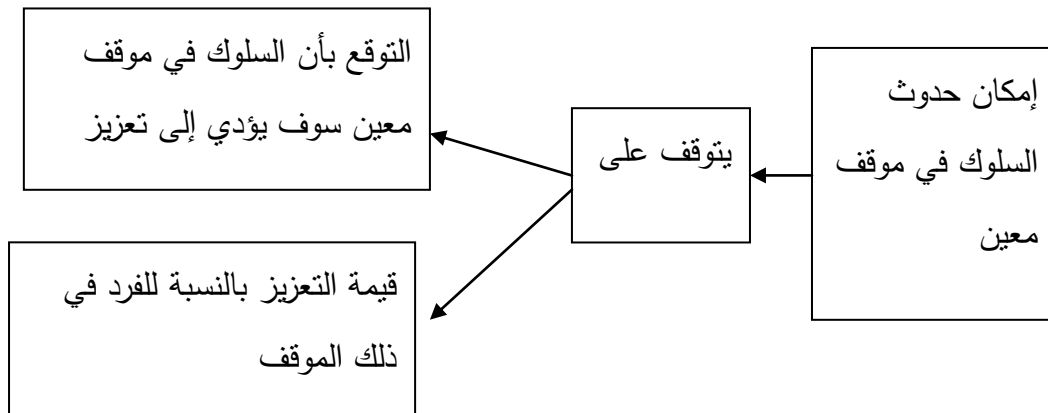 إمكان حدوث
السلوك في موقف
معين
يتوقف على
التوقع بأن السلوك في موقف
معين سوف يؤدي إلى تعزيز
قيمة التعزيز بالنسبة للفرد في
ذلك الموقف